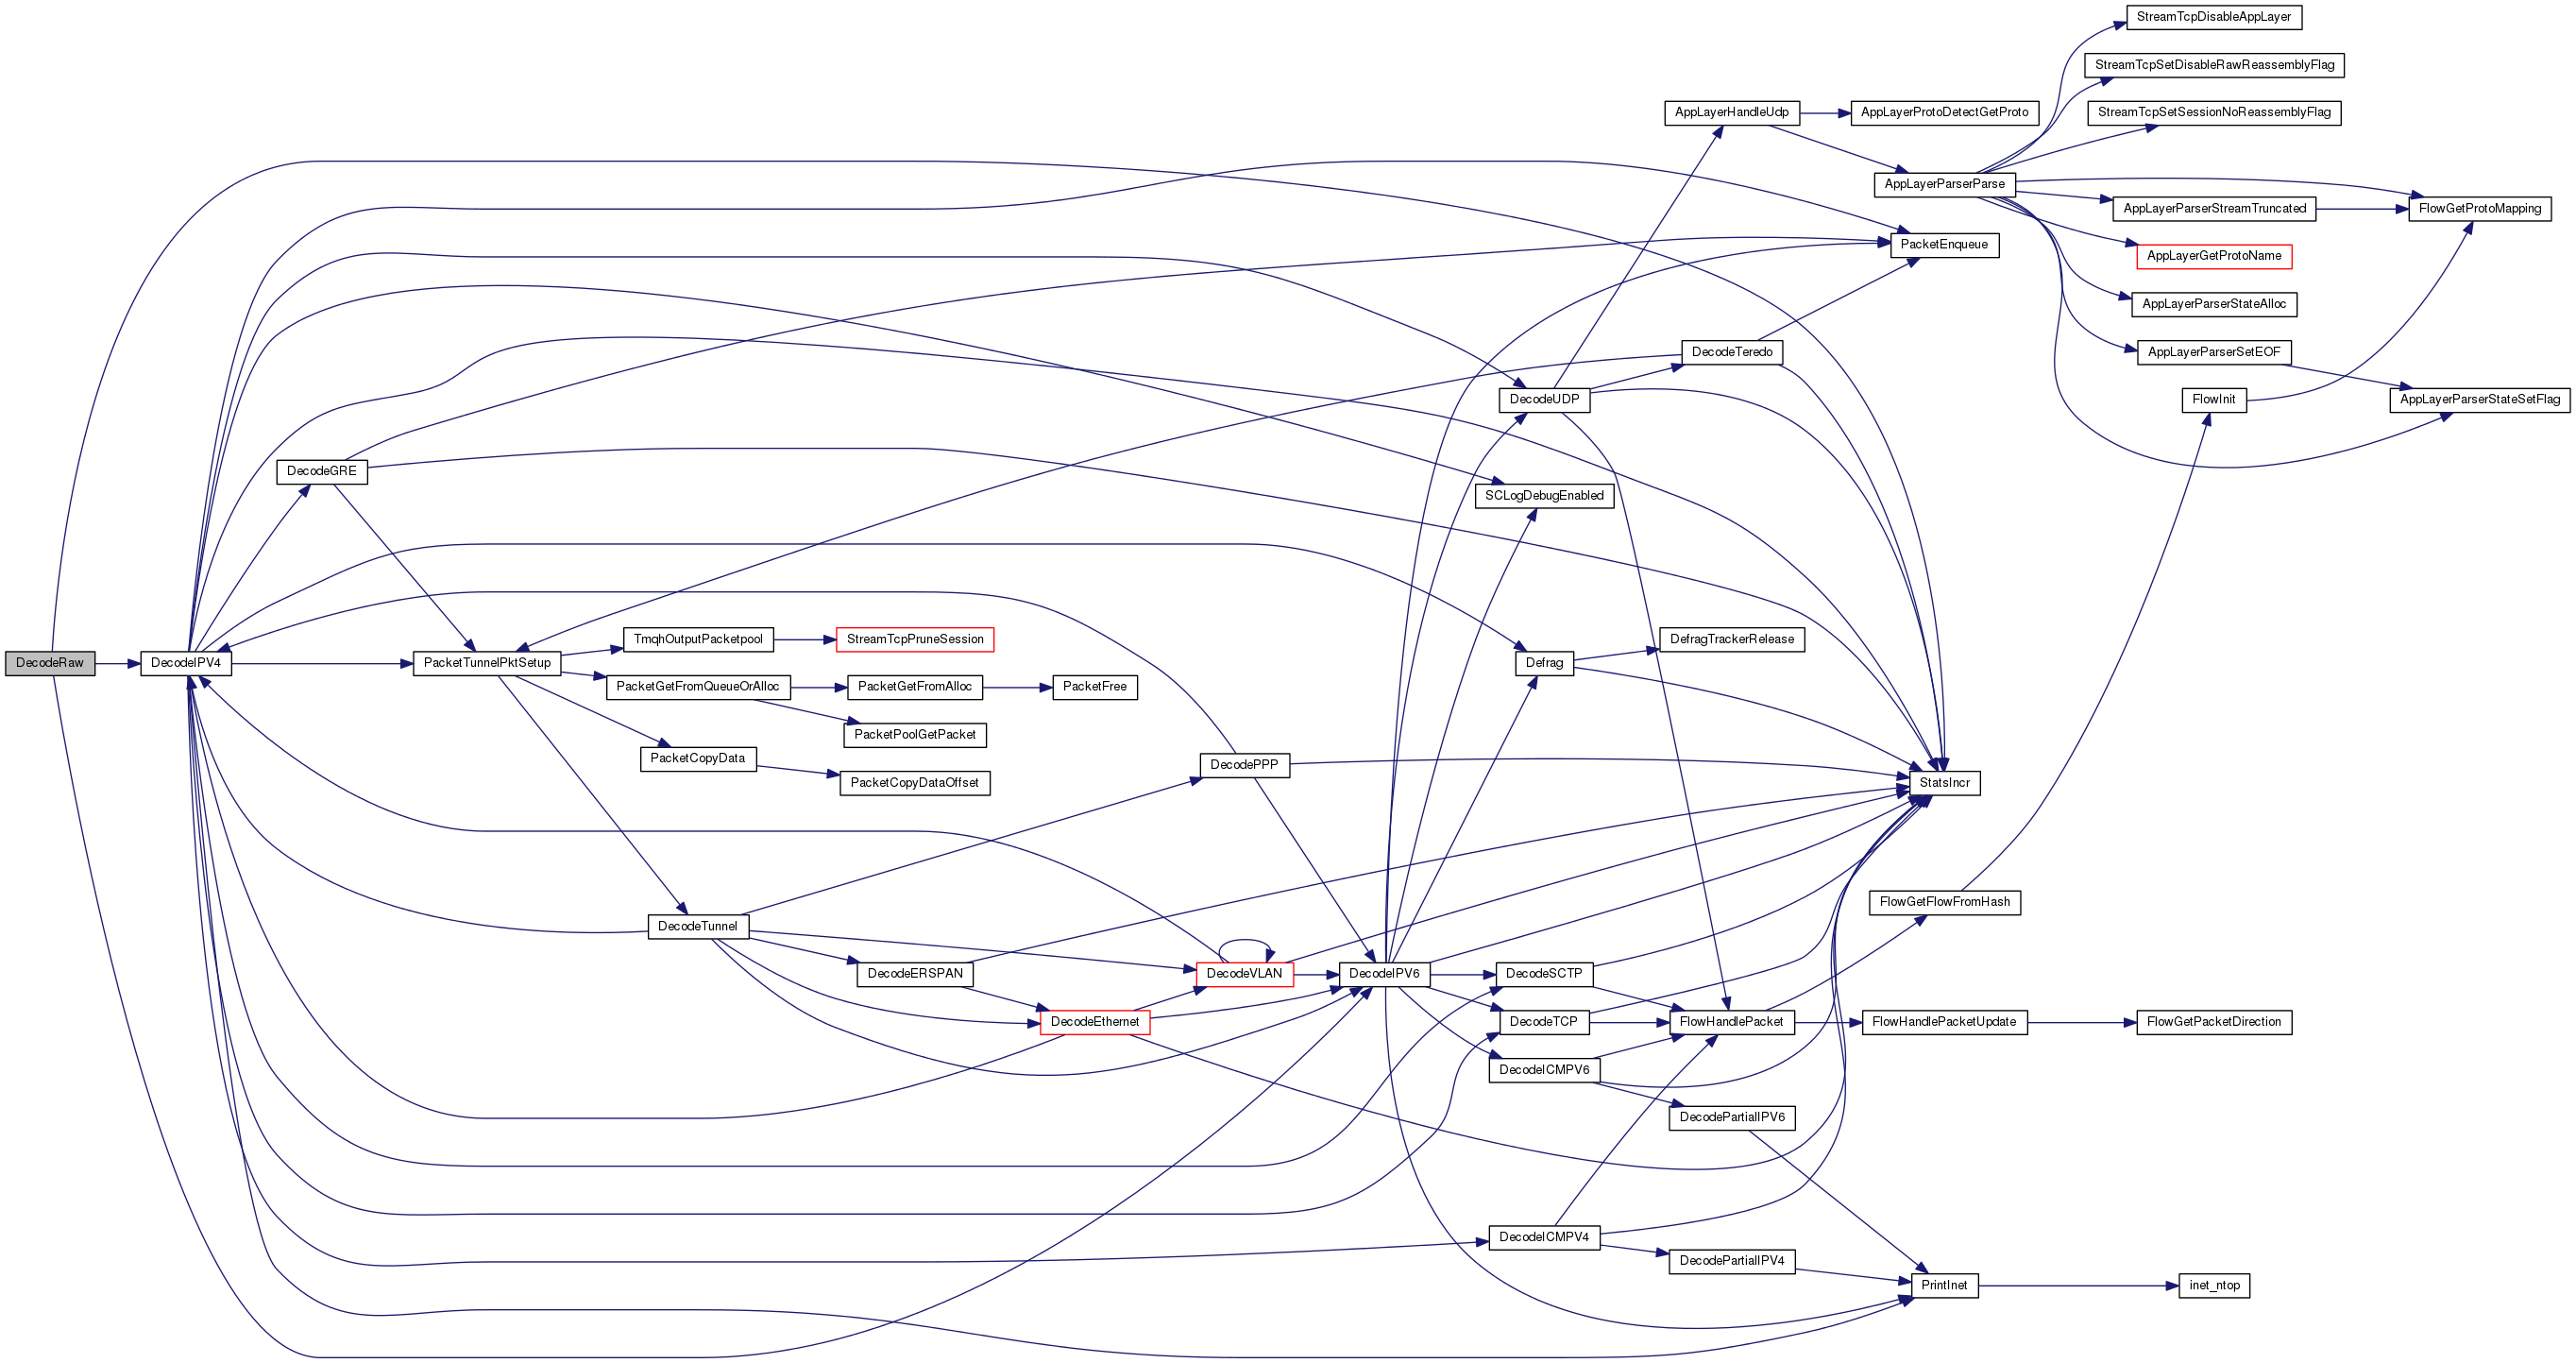 StreamTcpDisableAppLayer
StreamTcpSetDisableRawReassemblyFlag
AppLayerHandleUdp
AppLayerProtoDetectGetProto
StreamTcpSetSessionNoReassemblyFlag
AppLayerParserParse
AppLayerParserStreamTruncated
FlowGetProtoMapping
PacketEnqueue
AppLayerGetProtoName
AppLayerParserStateAlloc
DecodeTeredo
AppLayerParserSetEOF
DecodeUDP
FlowInit
AppLayerParserStateSetFlag
DecodeGRE
SCLogDebugEnabled
TmqhOutputPacketpool
StreamTcpPruneSession
DefragTrackerRelease
DecodeRaw
DecodeIPV4
PacketTunnelPktSetup
Defrag
PacketGetFromQueueOrAlloc
PacketGetFromAlloc
PacketFree
PacketPoolGetPacket
PacketCopyData
DecodePPP
PacketCopyDataOffset
StatsIncr
FlowGetFlowFromHash
DecodeTunnel
DecodeERSPAN
DecodeVLAN
DecodeIPV6
DecodeSCTP
DecodeEthernet
DecodeTCP
FlowHandlePacket
FlowHandlePacketUpdate
FlowGetPacketDirection
DecodeICMPV6
DecodePartialIPV6
DecodeICMPV4
DecodePartialIPV4
PrintInet
inet_ntop